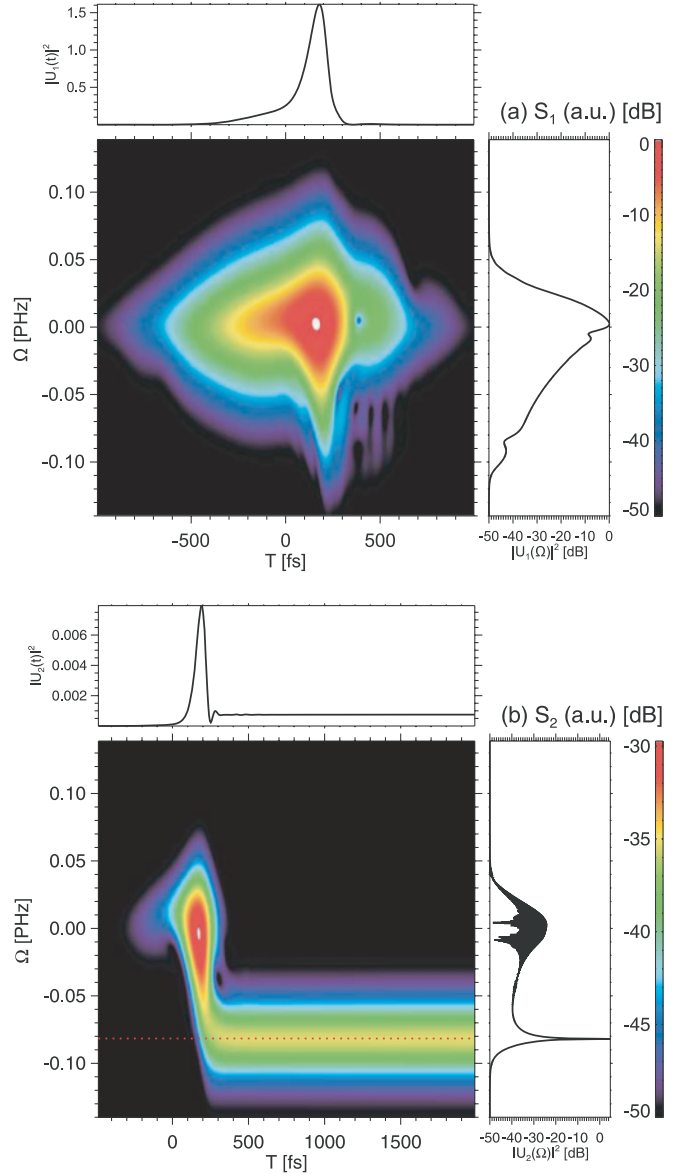 1.5
1.0
0.5
|U₁(t)|²
(a) S₁ (a.u.) [dB]
0.10
0.05
0.00
-0.05
-0.10
Ω [PHz]
-500 0 500
T [fs]
-50 -40 -30 -20 -10 0
|U₁(Ω)|² [dB]
0
-10
-20
-30
-40
-50
0.006
0.004
0.002
|U₂(t)|²
(b) S₂ (a.u.) [dB]
0.10
0.05
0.00
-0.05
-0.10
Ω [PHz]
0 500 1000 1500
T [fs]
-50 -40 -30 -20 -10 0
|U₂(Ω)|² [dB]
-30
-35
-40
-45
-50